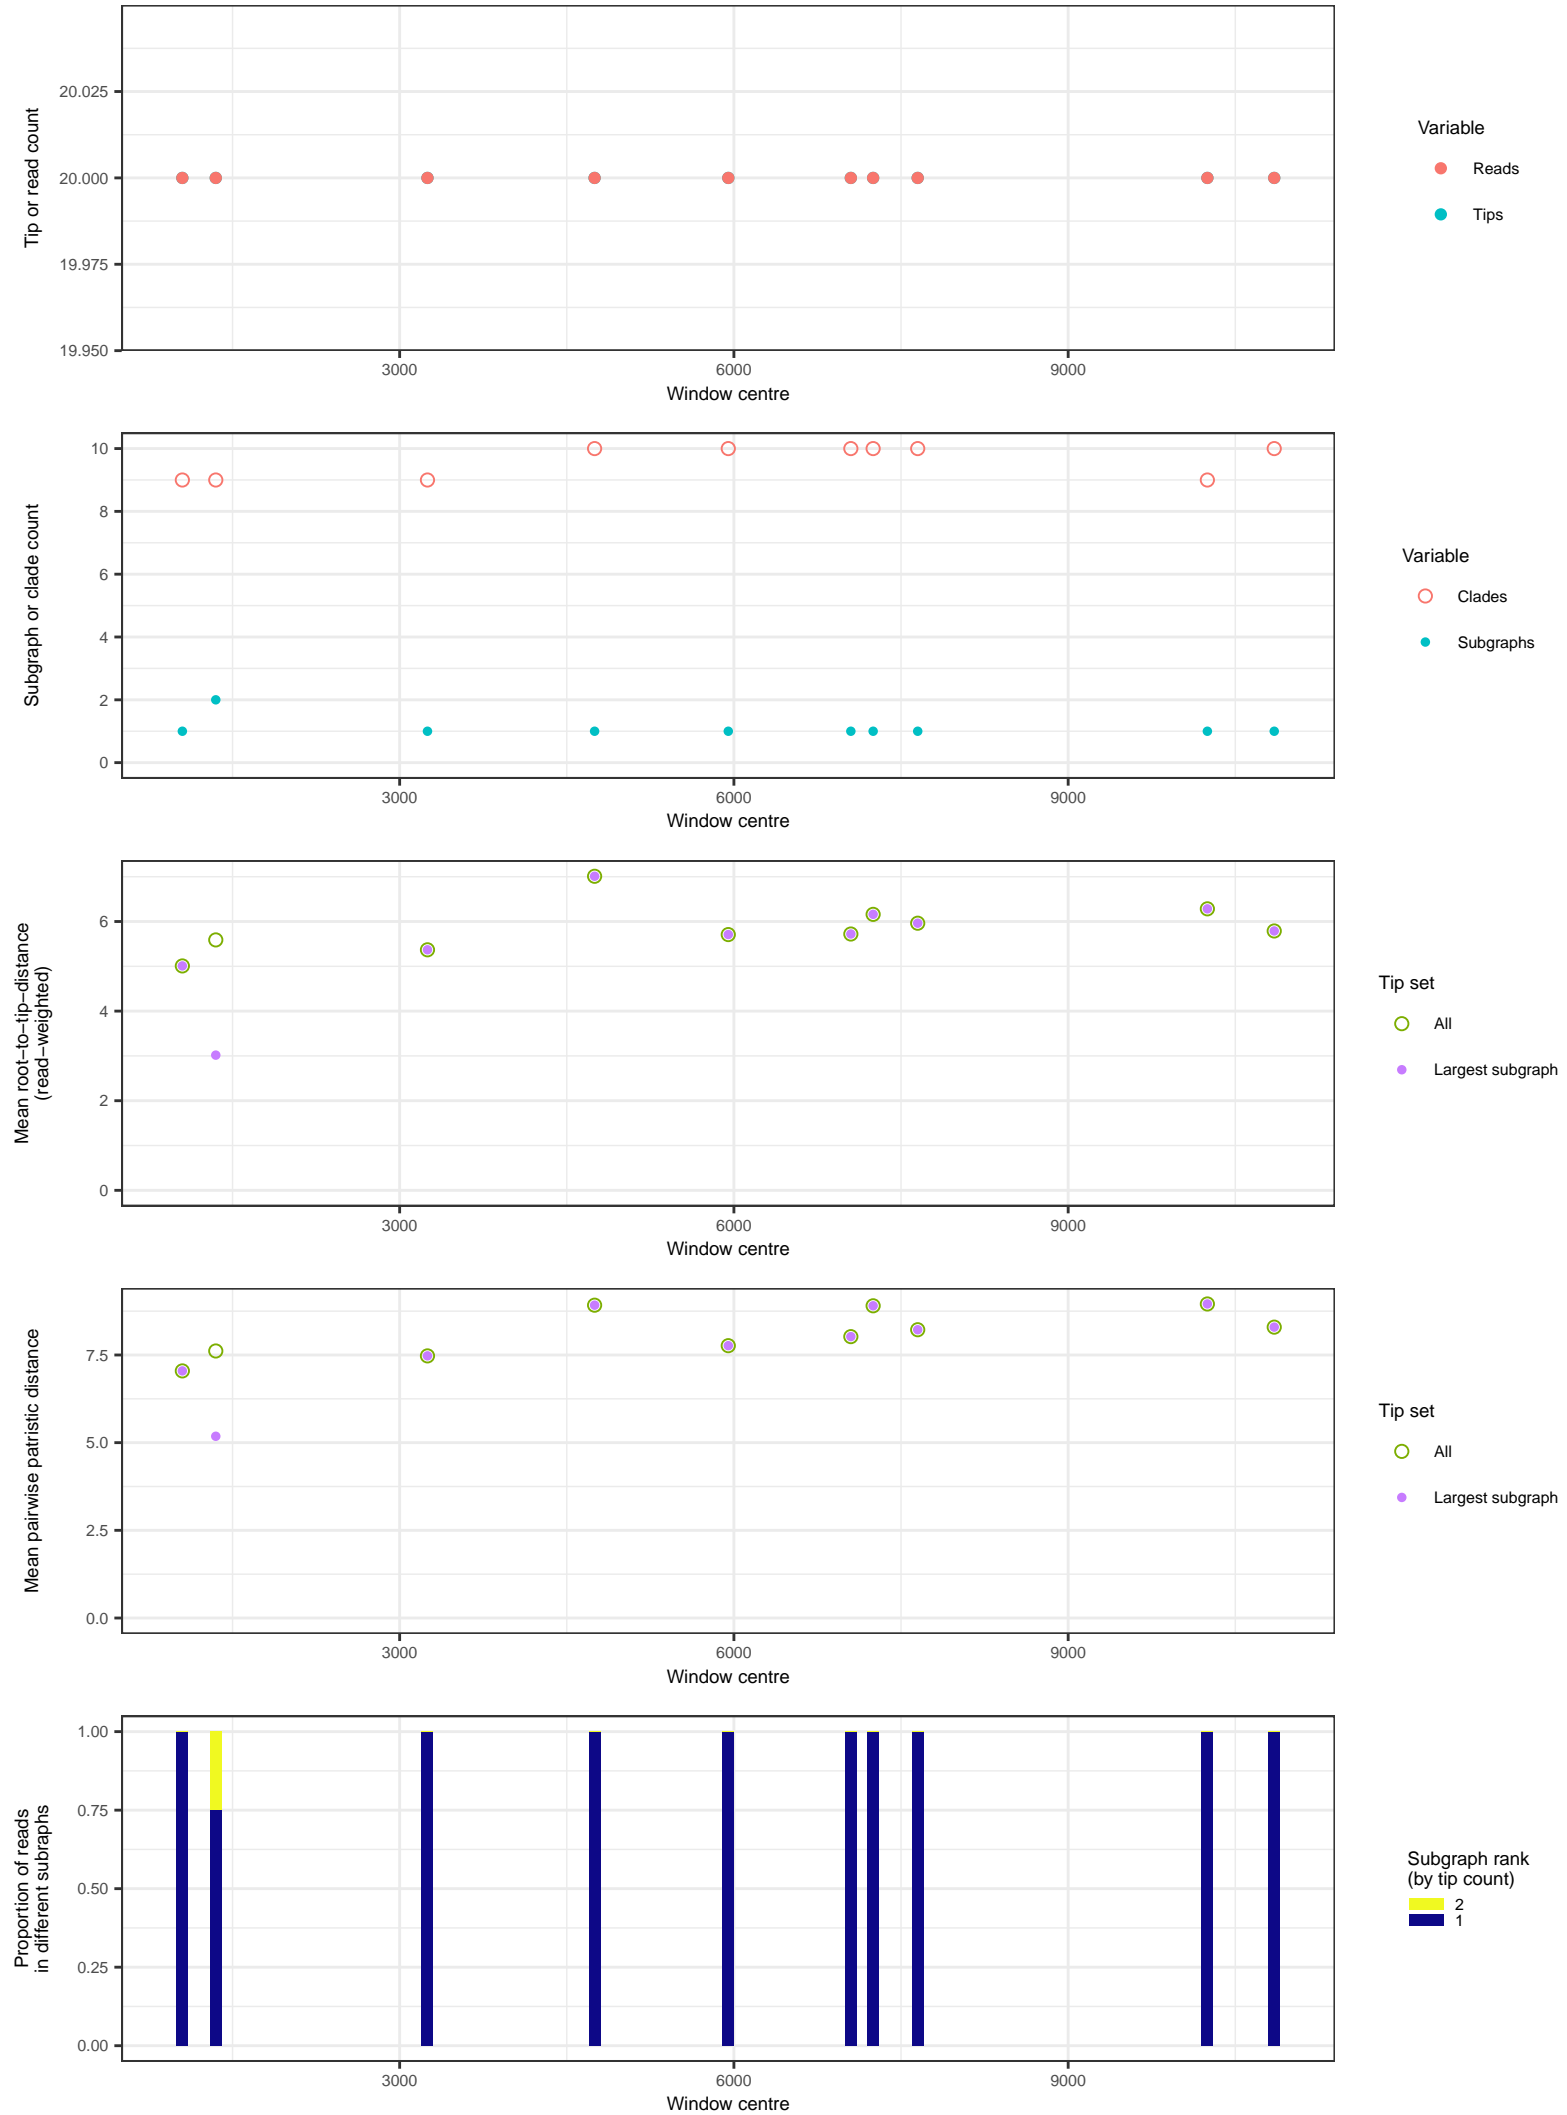 20.025
20.000
19.975
19.950
Tip or read count
3000 6000 9000
Window centre
Variable
Reads
Tips
10
8
6
4
2
0
Subgraph or clade count
3000 6000 9000
Window centre
Variable
Clades
Subgraphs
6
4
2
0
Mean root−to−tip−distance
(read−weighted)
3000 6000 9000
Window centre
Tip set
All
Largest subgraph
7.5
5.0
2.5
0.0
Mean pairwise patristic distance
3000 6000 9000
Window centre
Tip set
All
Largest subgraph
1.00
0.75
0.50
0.25
0.00
Proportion of reads
in different subraphs
3000 6000 9000
Window centre
Subgraph rank
(by tip count)
2
1